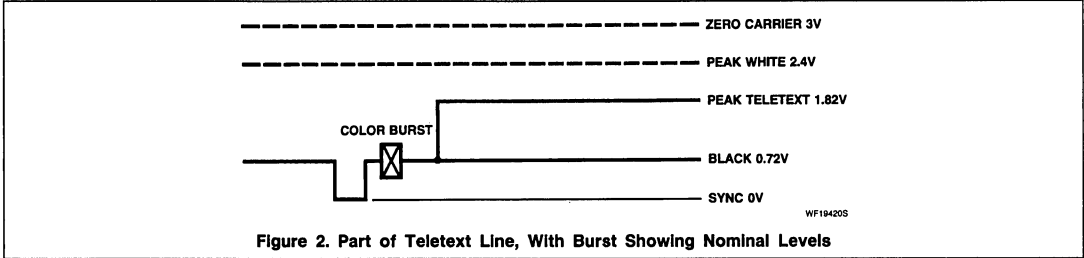 ZERO CARRIER 3V
PEAK WHITE 2.4V
PEAK TELETEXT 1.82V
COLOR BURST
BLACK 0.72V
SYNC 0V
WF19420S
Figure 2. Part of Teletext Line, With Burst Showing Nominal Levels